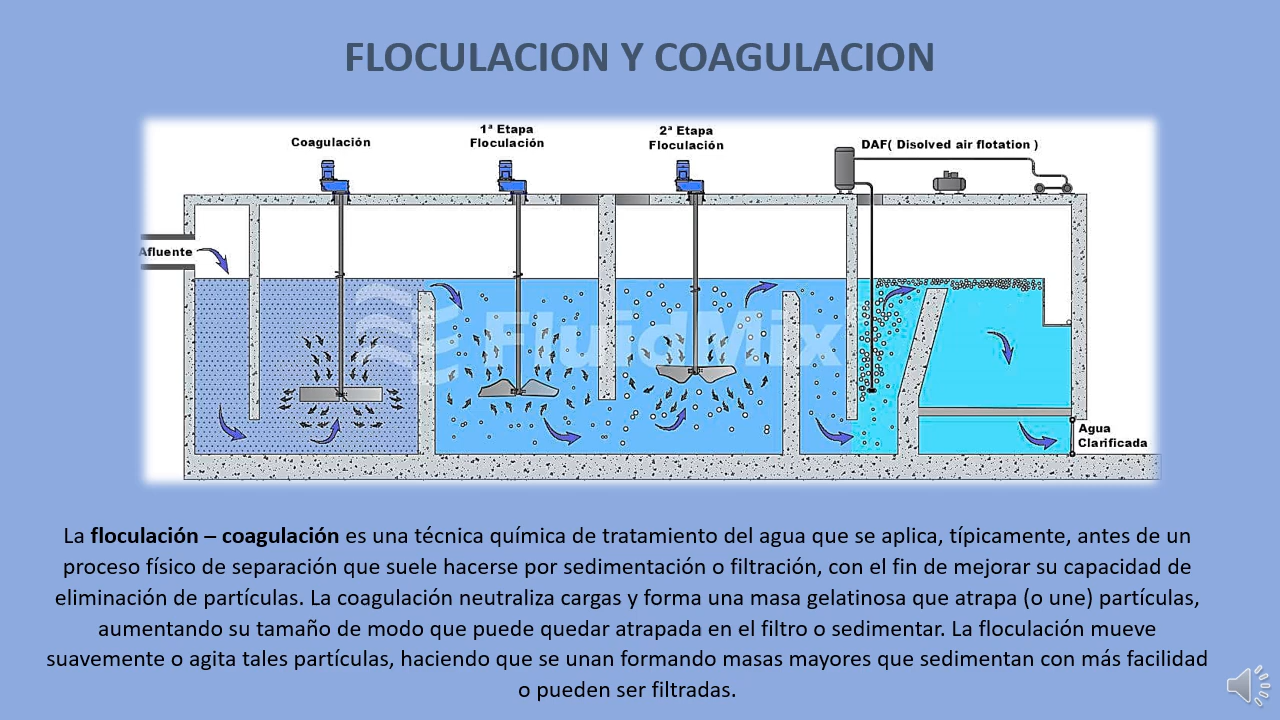 FLOCULACION Y COAGULACION
Coagulación
1ª Etapa
Floculación
2ª Etapa
Floculación
DAF( Disolved air flotation )
Afluente
FluidMix
Agua
Clarificada
La floculación – coagulación es una técnica química de tratamiento del agua que se aplica, típicamente, antes de un
proceso físico de separación que suele hacerse por sedimentación o filtración, con el fin de mejorar su capacidad de
eliminación de partículas. La coagulación neutraliza cargas y forma una masa gelatinosa que atrapa (o une) partículas,
aumentando su tamaño de modo que puede quedar atrapada en el filtro o sedimentar. La floculación mueve
suavemente o agita tales partículas, haciendo que se unan formando masas mayores que sedimentan con más facilidad
o pueden ser filtradas.